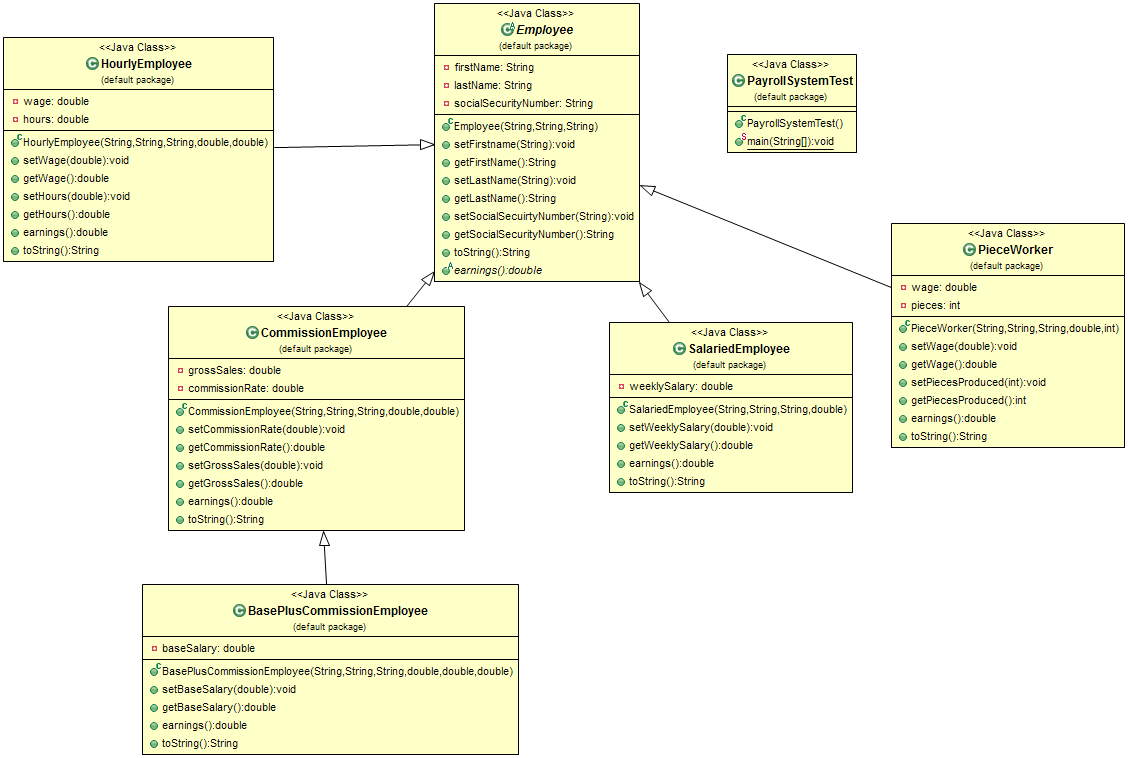 <<Java Class>>
Employee
(default package)
firstName: String
lastName: String
socialSecurityNumber: String
Employee(String,String,String)
setFirstname(String):void
getFirstName():String
setLastName(String):void
getLastName():String
setSocialSecuirtyNumber(String):void
getSocialSecurityNumber():String
toString():String
earnings():double
<<Java Class>>
HourlyEmployee
(default package)
wage: double
hours: double
HourlyEmployee(String,String,String,double,double)
setWage(double):void
getWage():double
setHours(double):void
getHours():double
earnings():double
toString():String
<<Java Class>>
PayrollSystemTest
(default package)
PayrollSystemTest()
main(String[]):void
<<Java Class>>
PieceWorker
(default package)
wage: double
pieces: int
PieceWorker(String,String,String,double,int)
setWage(double):void
getWage():double
setPiecesProduced(int):void
getPiecesProduced():int
earnings():double
toString():String
<<Java Class>>
CommissionEmployee
(default package)
grossSales: double
commissionRate: double
CommissionEmployee(String,String,String,double,double)
setCommissionRate(double):void
getCommissionRate():double
setGrossSales(double):void
getGrossSales():double
earnings():double
toString():String
<<Java Class>>
SalariedEmployee
(default package)
weeklySalary: double
SalariedEmployee(String,String,String,double)
setWeeklySalary(double):void
getWeeklySalary():double
earnings():double
toString():String
<<Java Class>>
BasePlusCommissionEmployee
(default package)
baseSalary: double
BasePlusCommissionEmployee(String,String,String,double,double,double)
setBaseSalary(double):void
getBaseSalary():double
earnings():double
toString():String